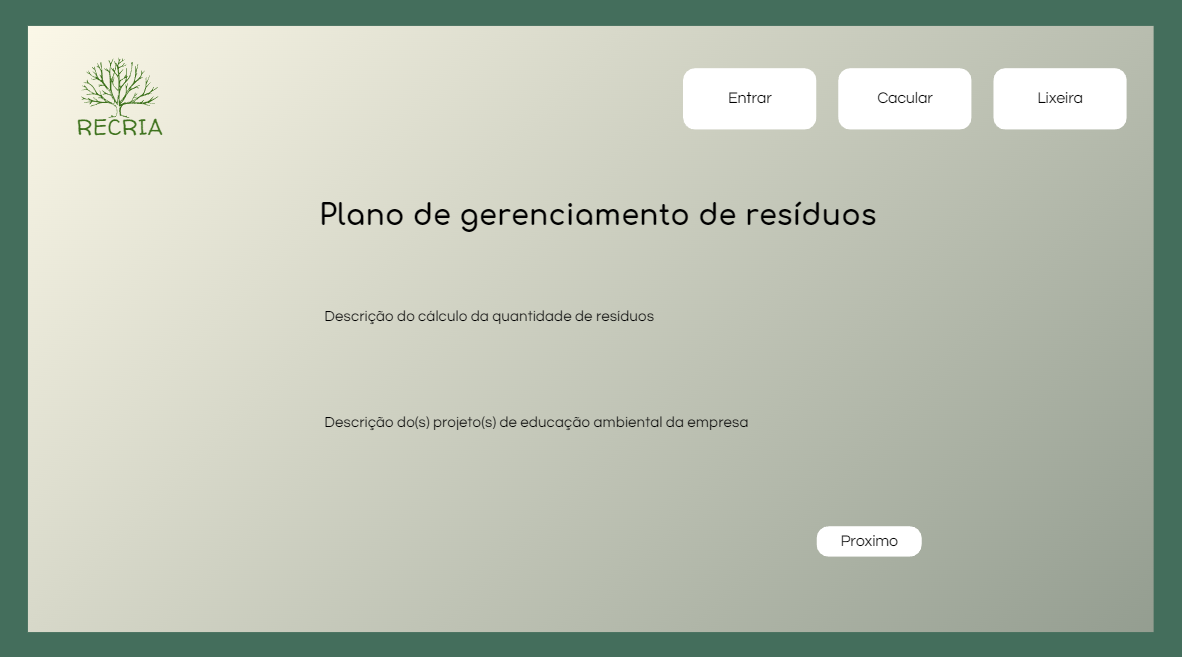 RECRIA
Entrar
Cacular
Lixeira
Plano de gerenciamento de resíduos
Descrição do cálculo da quantidade de resíduos
Descrição do(s) projeto(s) de educação ambiental da empresa
Proximo